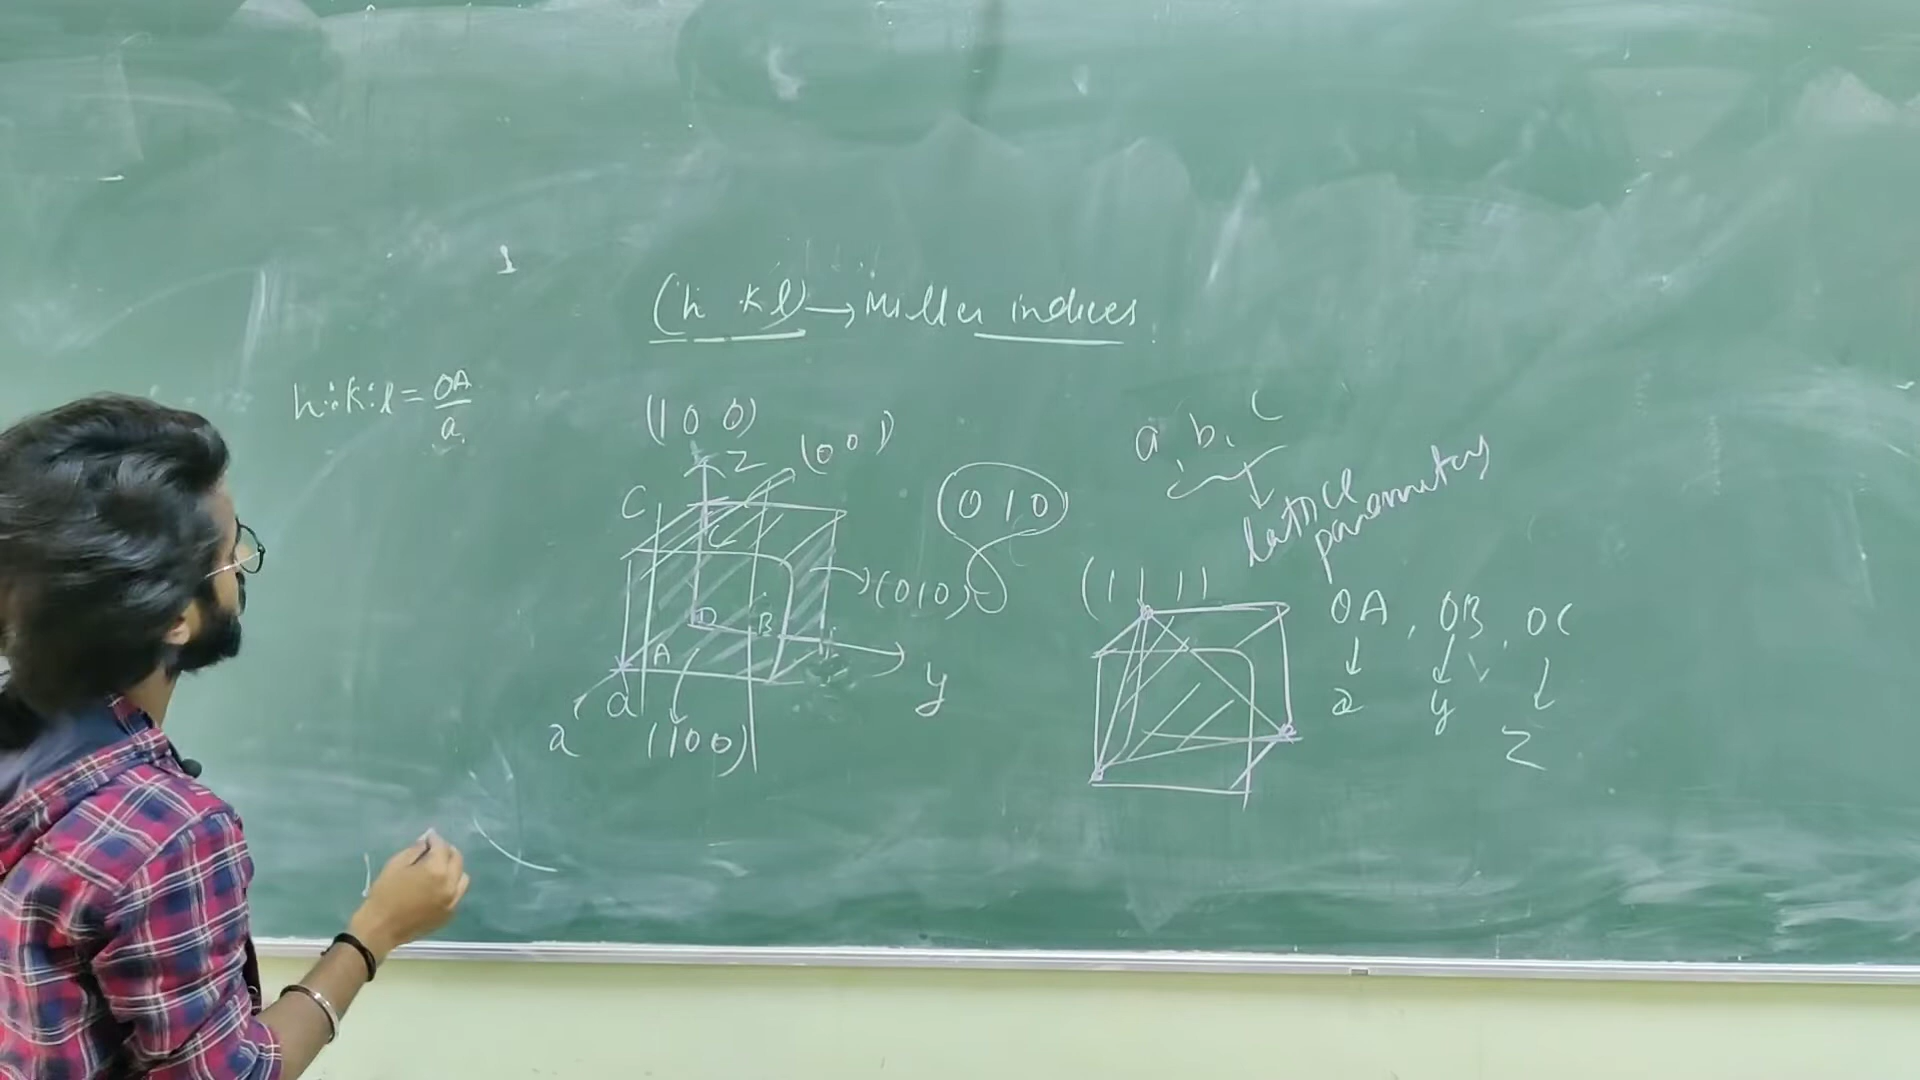 (h k l) → Miller indices
h:k:l = OA
a
(1 0 0)
Z
(0 0 1)
C
C
O
B
A
a
y
(1 0 0)
→ (0 1 0)
0 1 0
a, b, c
lattice
parameters
(1 1 1)
OA, OB, OC
y
Z